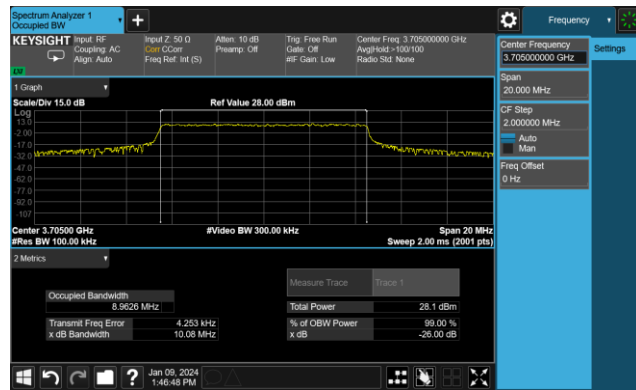 Spectrum Analyzer 1
Occupied BW
Frequency
KEYSIGHT
Input: RF
Coupling: AC
Align: Auto
Input Z: 50 Ω
Corr CCorr
Freq Ref: Int (S)
Atten: 10 dB
Preamp: Off
Trig: Free Run
Gate: Off
#IF Gain: Low
Center Freq: 3.705000000 GHz
Avg|Hold:>100/100
Radio Std: None
Center Frequency
3.705000000 GHz
Settings
Span
20.000 MHz
CF Step
2.000000 MHz
Auto
Man
Freq Offset
0 Hz
1 Graph
Scale/Div 15.0 dB
Ref Value 28.00 dBm
Log
13.0
-2.00
-17.0
-32.0
-47.0
-62.0
-77.0
-92.0
-107
Center 3.70500 GHz
#Video BW 300.00 kHz
Span 20 MHz
#Res BW 100.00 kHz
Sweep 2.00 ms (2001 pts)
2 Metrics
Measure Trace
Trace 1
Occupied Bandwidth
8.9626 MHz
Total Power
28.1 dBm
Transmit Freq Error
4.253 kHz
% of OBW Power
99.00 %
x dB Bandwidth
10.08 MHz
x dB
-26.00 dB
?
Jan 09, 2024
1:46:48 PM